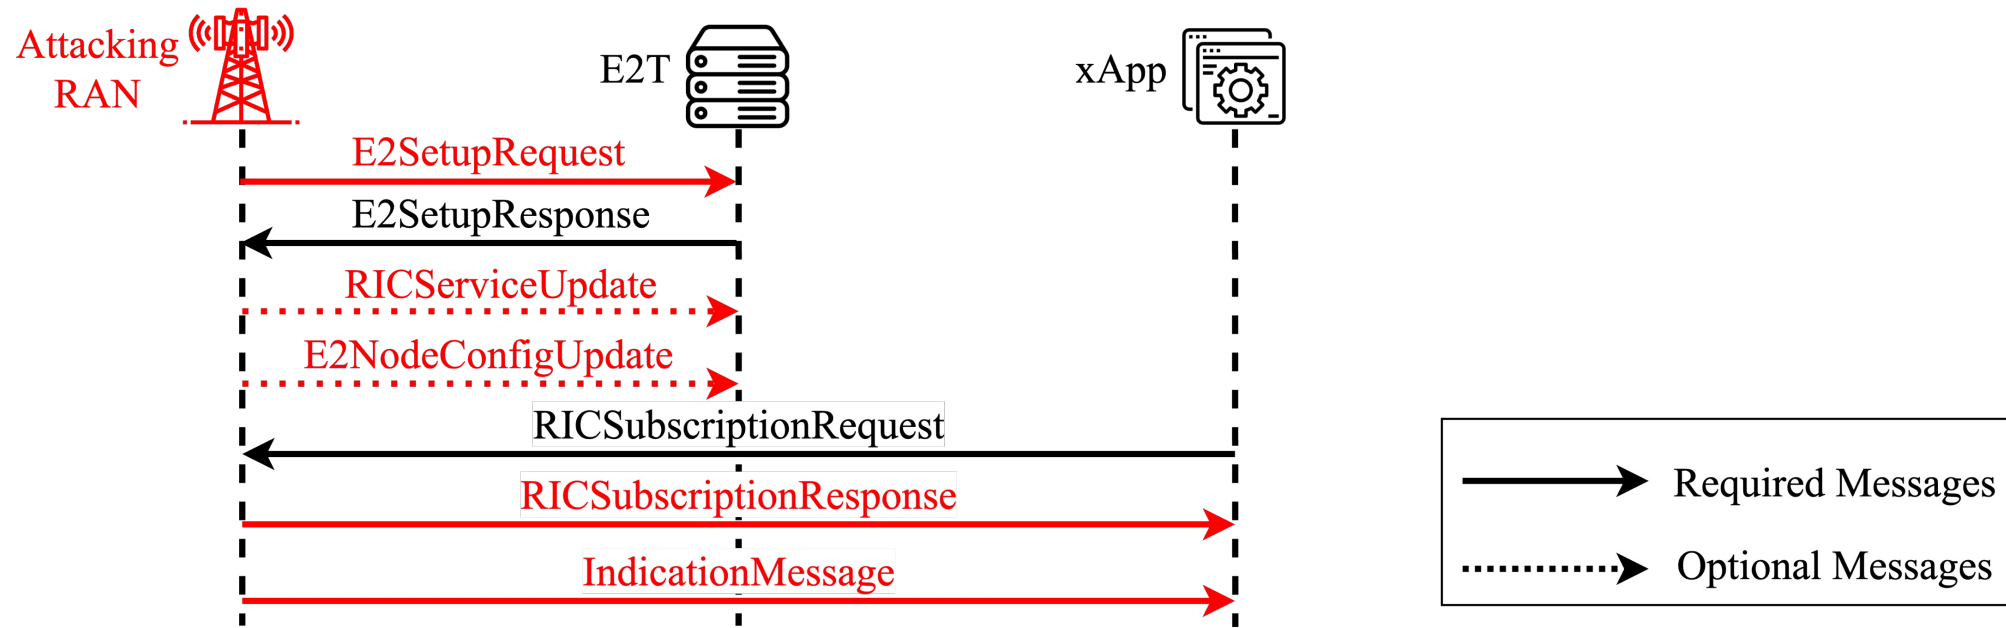 Attacking
RAN
E2T
xApp
E2SetupRequest
E2SetupResponse
RICServiceUpdate
E2NodeConfigUpdate
RICSubscriptionRequest
RICSubscriptionResponse
IndicationMessage
Required Messages
Optional Messages